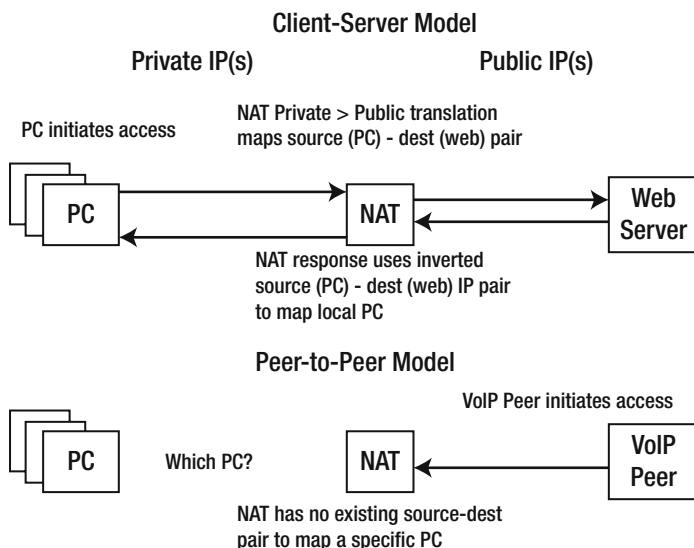 Client-Server Model
Private IP(s)
Public IP(s)
PC initiates access
NAT Private > Public translation
maps source (PC) - dest (web) pair
PC
NAT
Web
Server
NAT response uses inverted
source (PC) - dest (web) IP pair
to map local PC
Peer-to-Peer Model
VoIP Peer initiates access
PC
Which PC?
NAT
VoIP
Peer
NAT has no existing source-dest
pair to map a specific PC